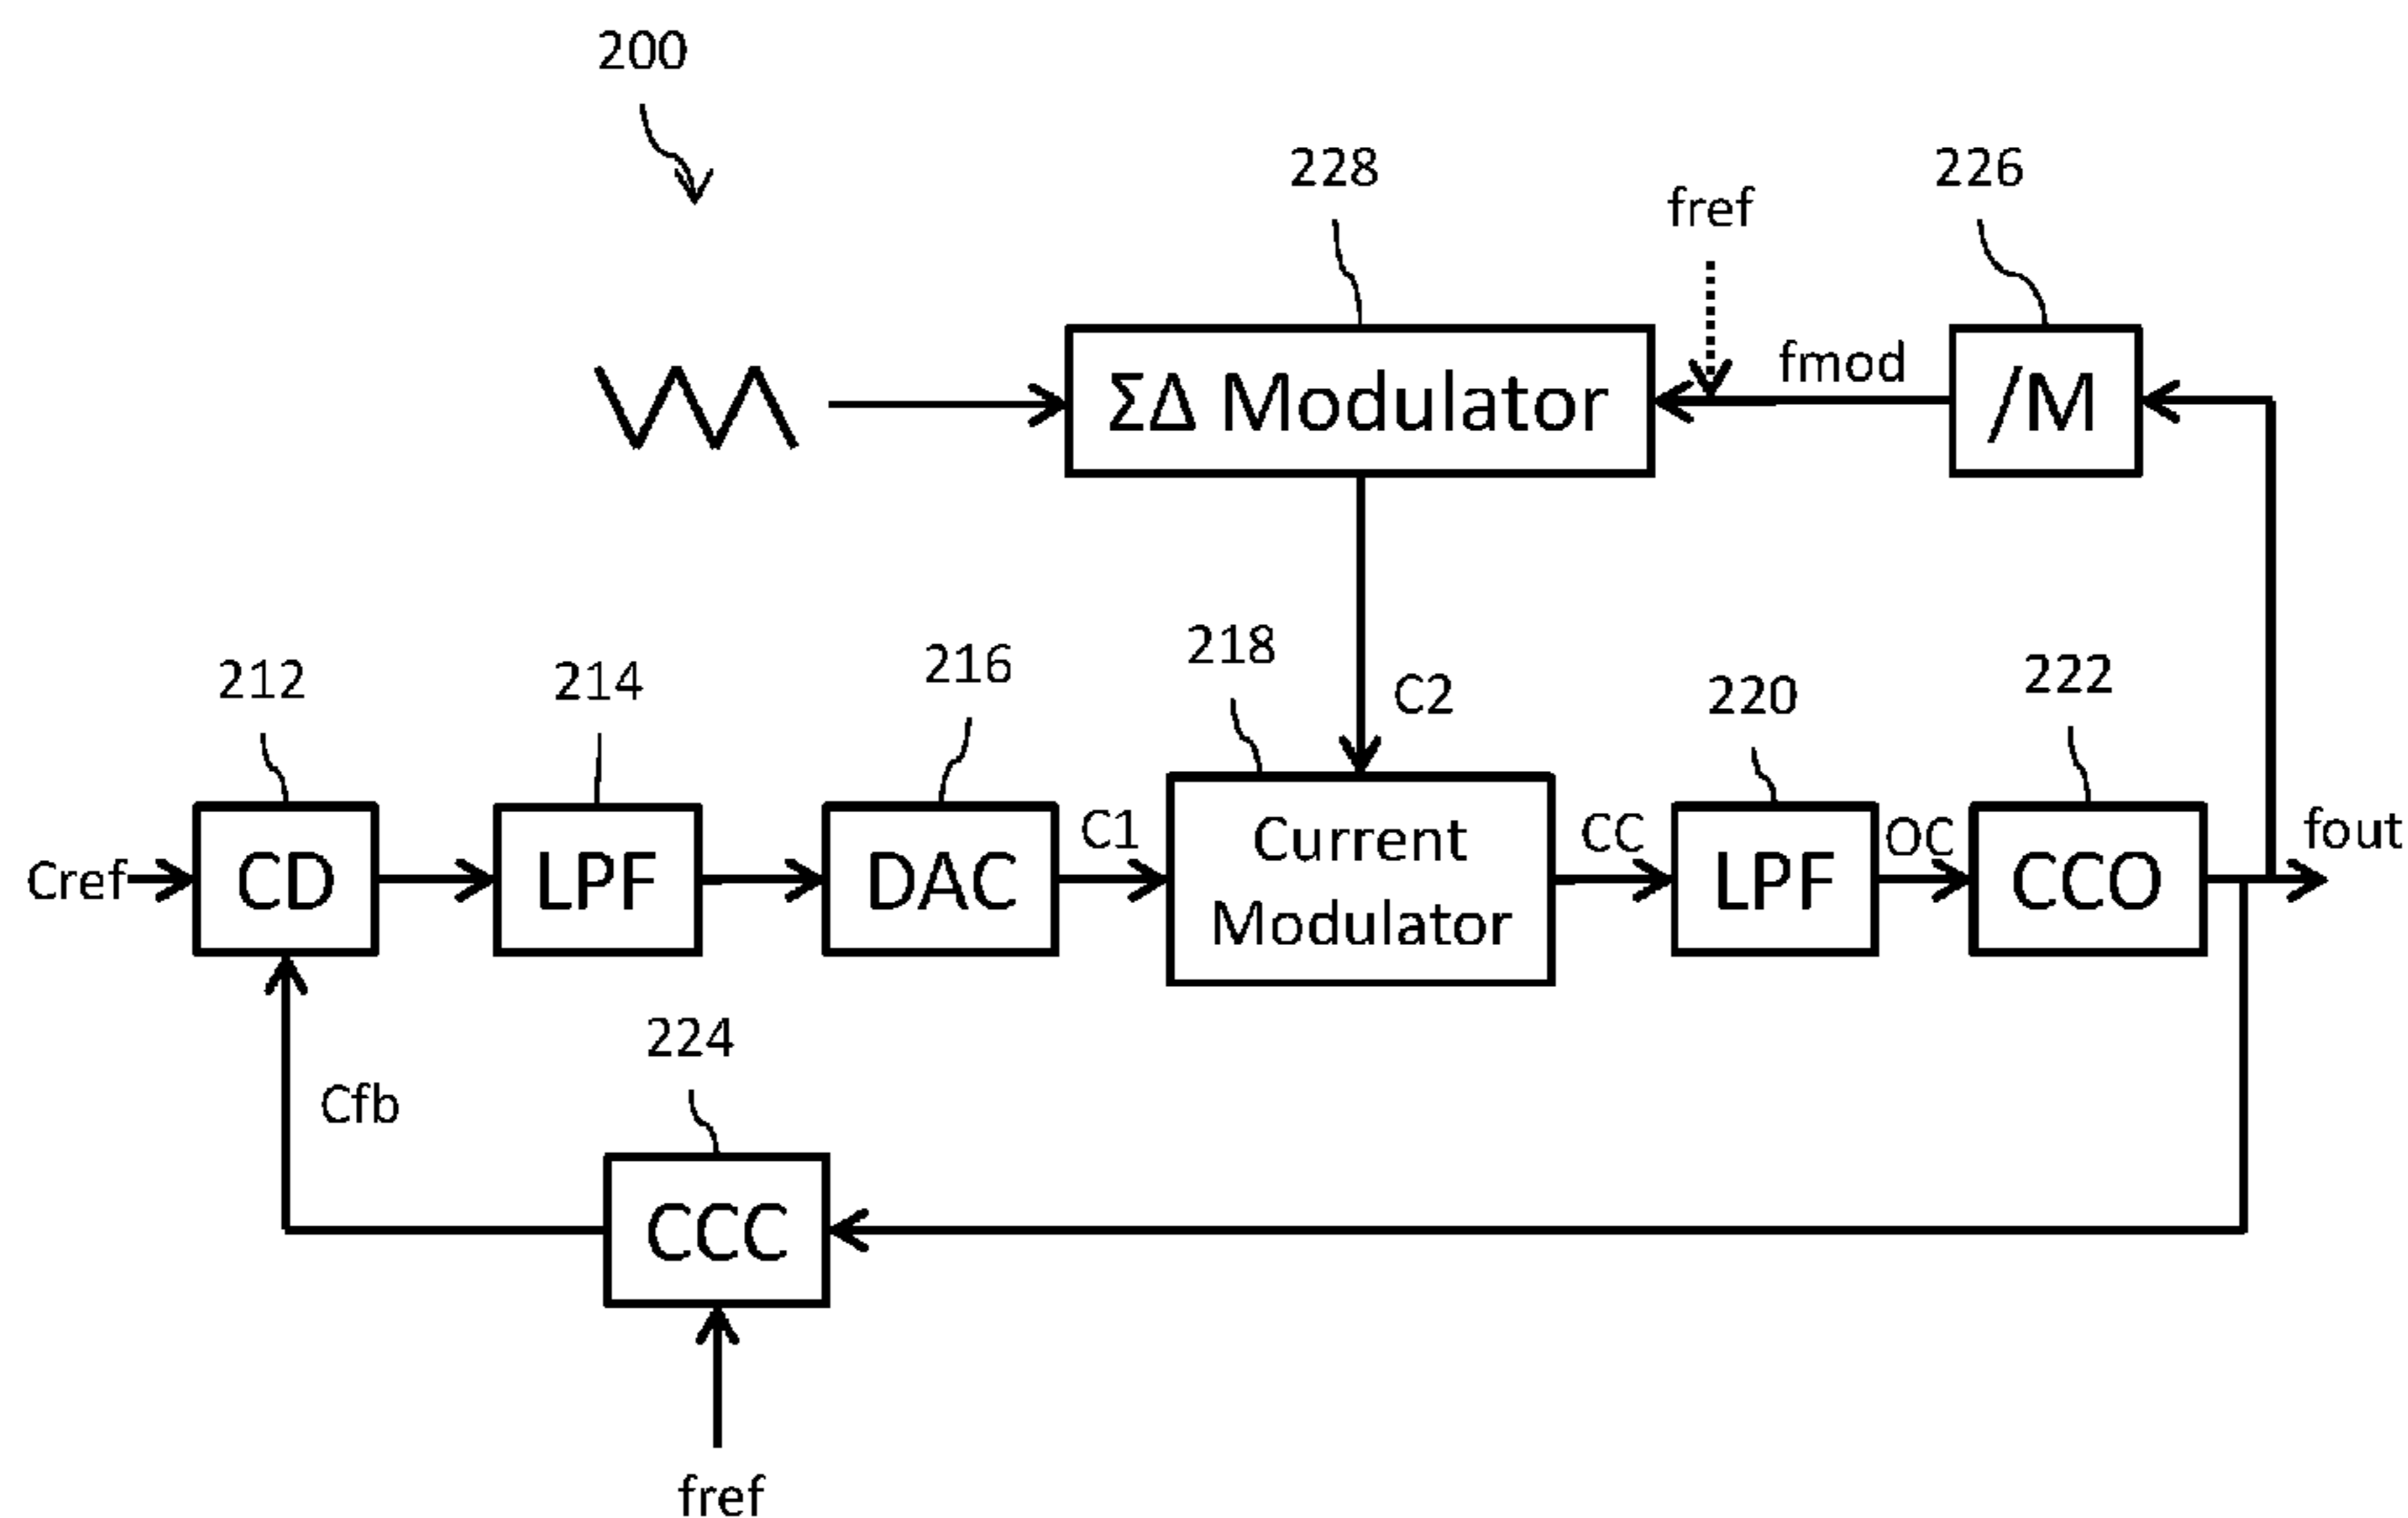 200
228
226
fref
ΣΔ Modulator
fmod
/M
212
214
216
218
C2
220
222
Cref
CD
LPF
DAC
C1
Current
Modulator
CC
LPF
OC
CCO
fout
Cfb
224
CCC
fref